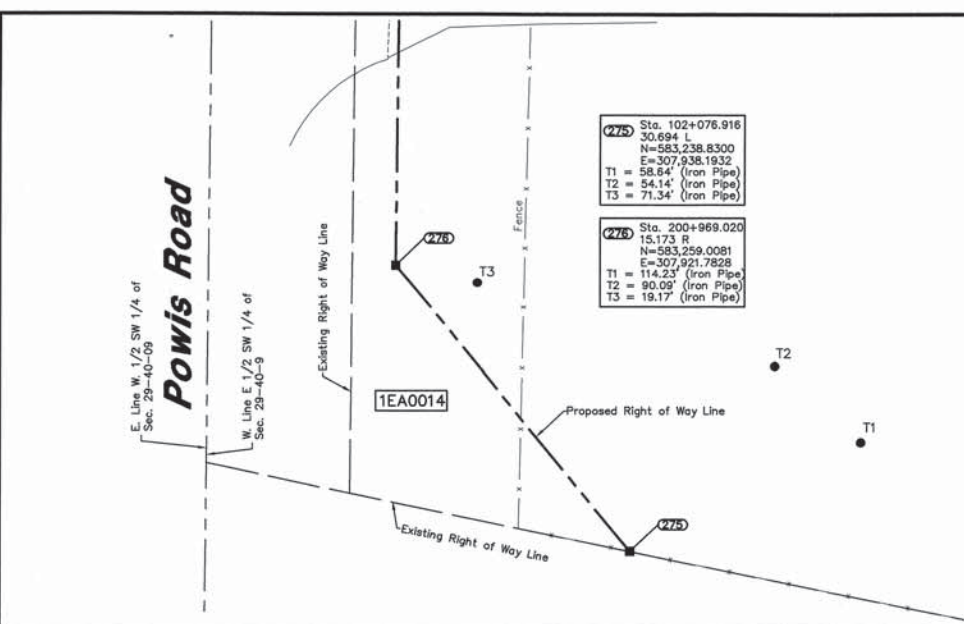 E. Line W. 1/2 SW 1/4 of
Sec. 29-40-09
Powis Road
W. Line E 1/2 SW 1/4 of
Sec. 29-40-9
Existing Right of Way Line
276
T3
Fence
275 Sta. 102+076.916
30.694 L
N=583,238.8300
E=307,938.1932
T1 = 58.64' (Iron Pipe)
T2 = 54.14' (Iron Pipe)
T3 = 71.34' (Iron Pipe)
276 Sta. 200+969.020
15.173 R
N=583,259.0081
E=307,921.7828
T1 = 114.23' (Iron Pipe)
T2 = 90.09' (Iron Pipe)
T3 = 19.17' (Iron Pipe)
T2
1EA0014
Proposed Right of Way Line
T1
275
Existing Right of Way Line